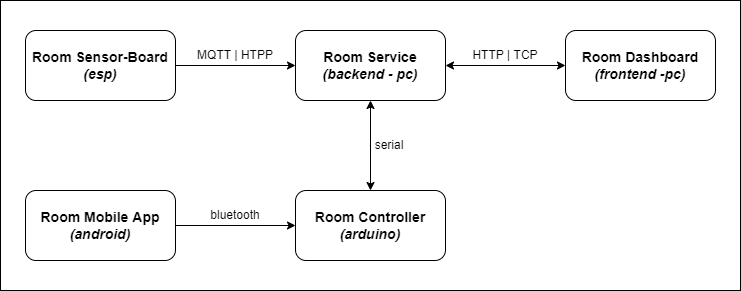 Room Sensor-Board
(esp)
MQTT | HTPP
Room Service
(backend - pc)
HTTP | TCP
Room Dashboard
(frontend -pc)
serial
Room Mobile App
(android)
bluetooth
Room Controller
(arduino)